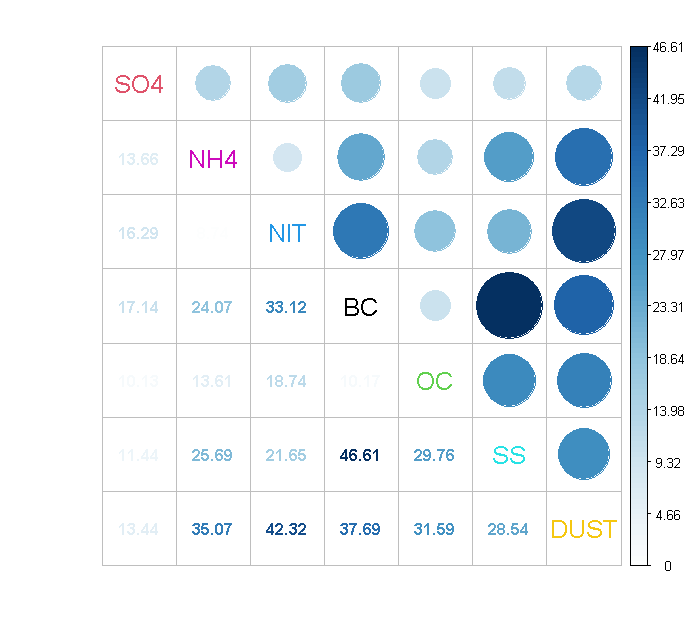 SO4
13.66 NH4
16.29 NIT
17.14 24.07 33.12 BC
10.13 13.61 18.74 10.17 OC
11.44 25.69 21.65 46.61 29.76 SS
13.44 35.07 42.32 37.69 31.59 28.54 DUST
46.61
41.95
37.29
32.63
27.97
23.31
18.64
13.98
9.32
4.66
0